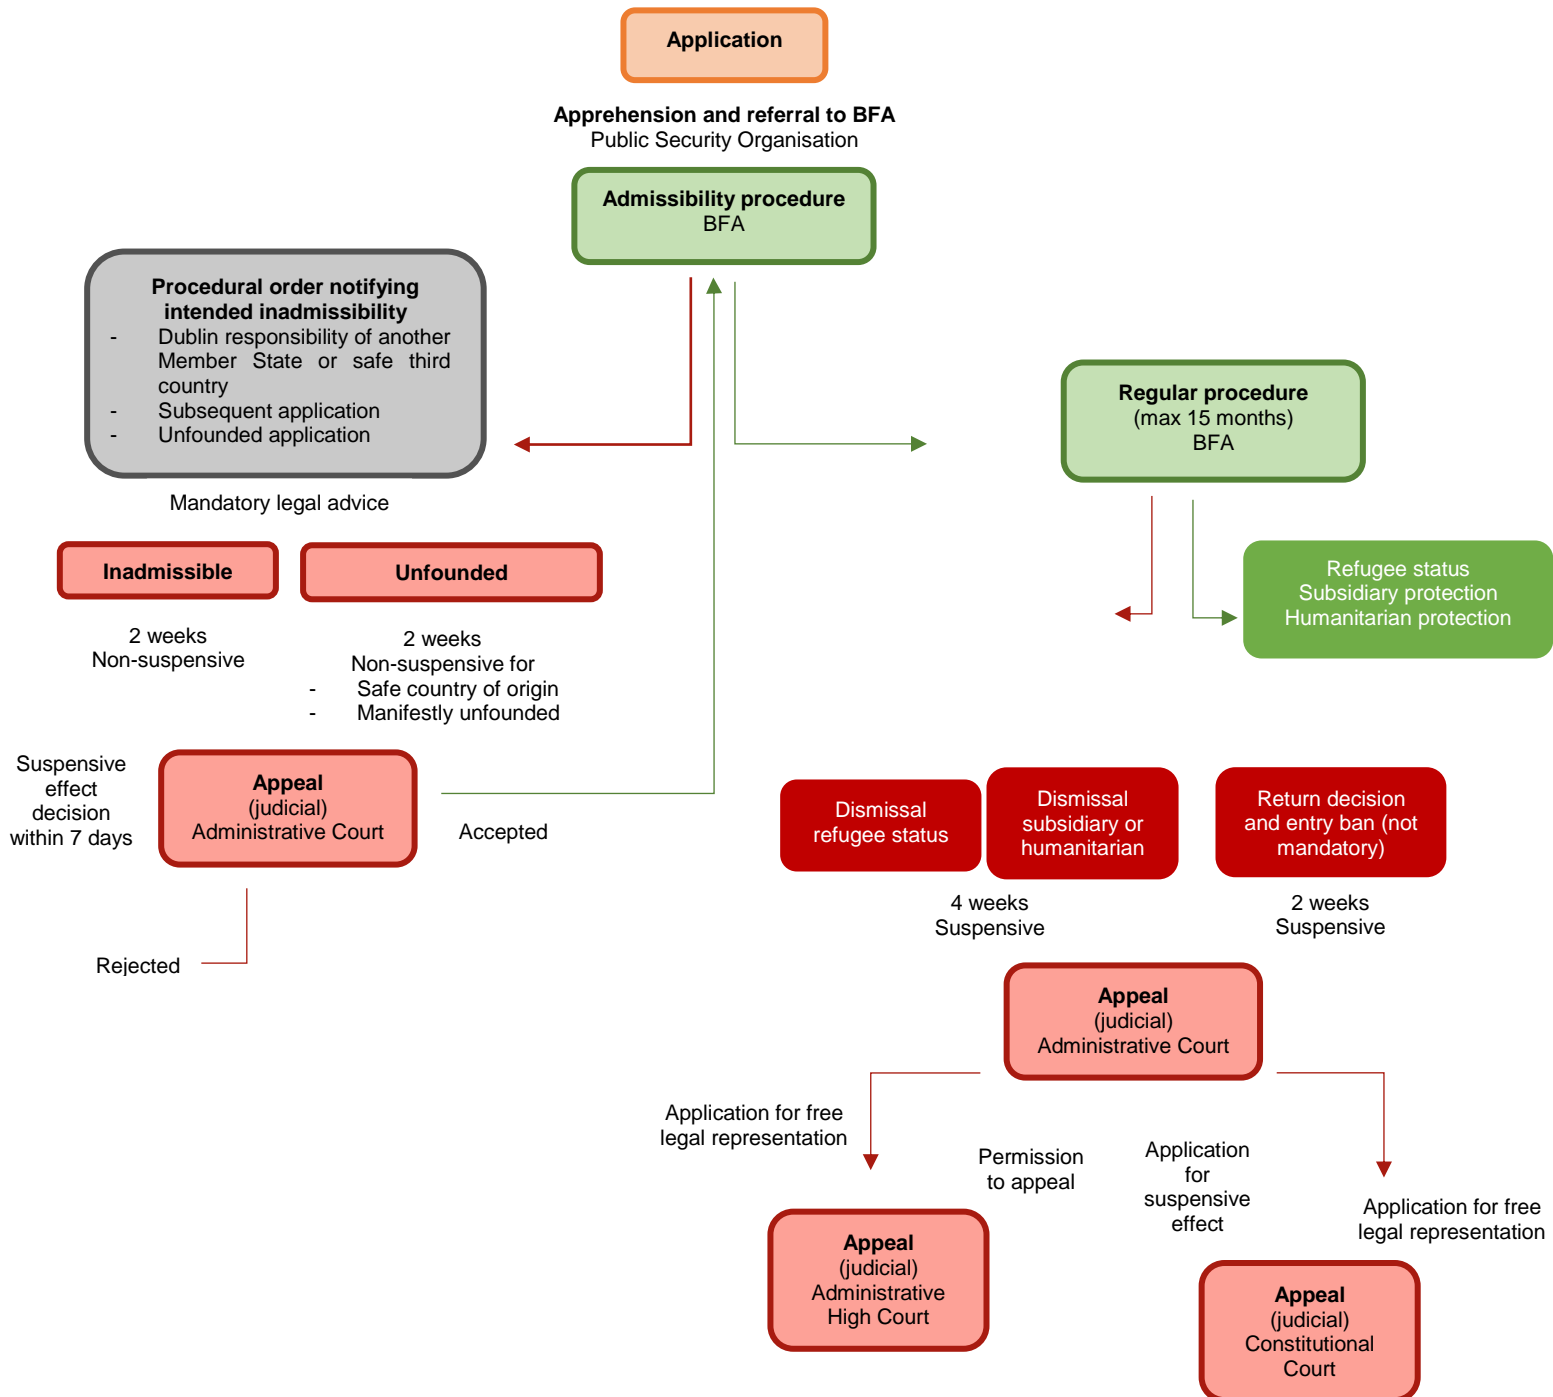 Application
Apprehension and referral to BFA
Public Security Organisation
Admissibility procedure
BFA
Procedural order notifying
intended inadmissibility
- Dublin responsibility of another
Member State or safe third
country
- Subsequent application
- Unfounded application
Mandatory legal advice
Regular procedure
(max 15 months)
BFA
Inadmissible
Unfounded
Refugee status
Subsidiary protection
Humanitarian protection
2 weeks
Non-suspensive
2 weeks
Non-suspensive for
- Safe country of origin
- Manifestly unfounded
Suspensive
effect
decision
within 7 days
Appeal
(judicial)
Administrative Court
Accepted
Rejected
Dismissal
refugee status
Dismissal
subsidiary or
humanitarian
Return decision
and entry ban (not
mandatory)
4 weeks
Suspensive
2 weeks
Suspensive
Appeal
(judicial)
Administrative Court
Application for free
legal representation
Permission
to appeal
Application
for
suspensive
effect
Application for free
legal representation
Appeal
(judicial)
Administrative
High Court
Appeal
(judicial)
Constitutional
Court